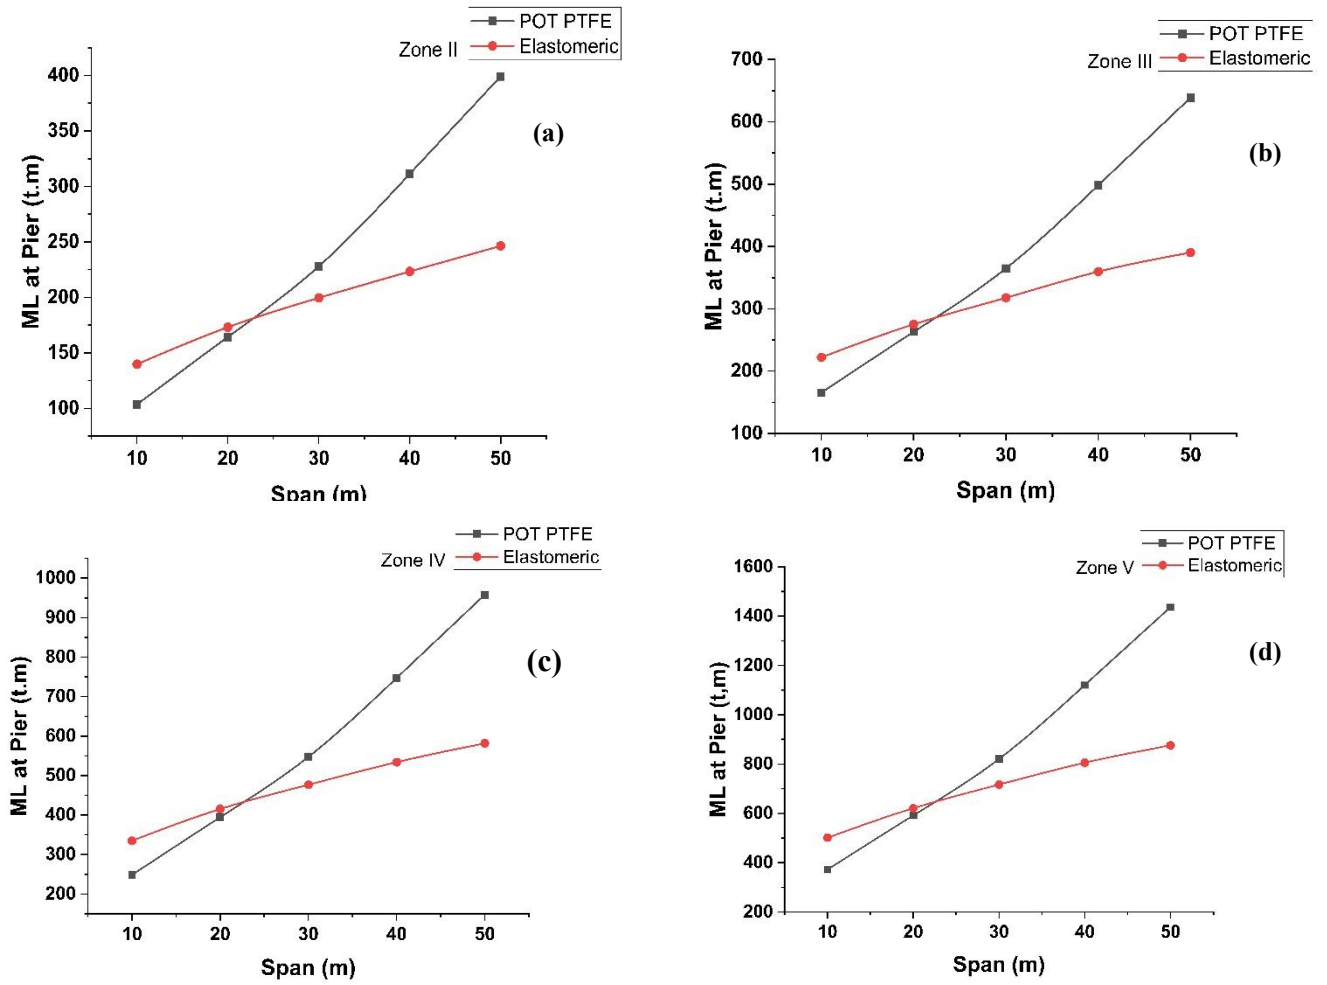 POT PTFE
Zone II
Elastomeric
400
350
300
250
200
150
100
ML at Pier (t.m)
10 20 30 40 50
Span (m)
(a)
POT PTFE
Zone III
Elastomeric
700
600
500
400
300
200
100
ML at Pier (t.m)
10 20 30 40 50
Span (m)
(b)
POT PTFE
Zone IV
Elastomeric
1000
900
800
700
600
500
400
300
200
ML at Pier (t.m)
10 20 30 40 50
Span (m)
(c)
POT PTFE
Zone V
Elastomeric
1600
1400
1200
1000
800
600
400
200
ML at Pier (t,m)
10 20 30 40 50
Span (m)
(d)